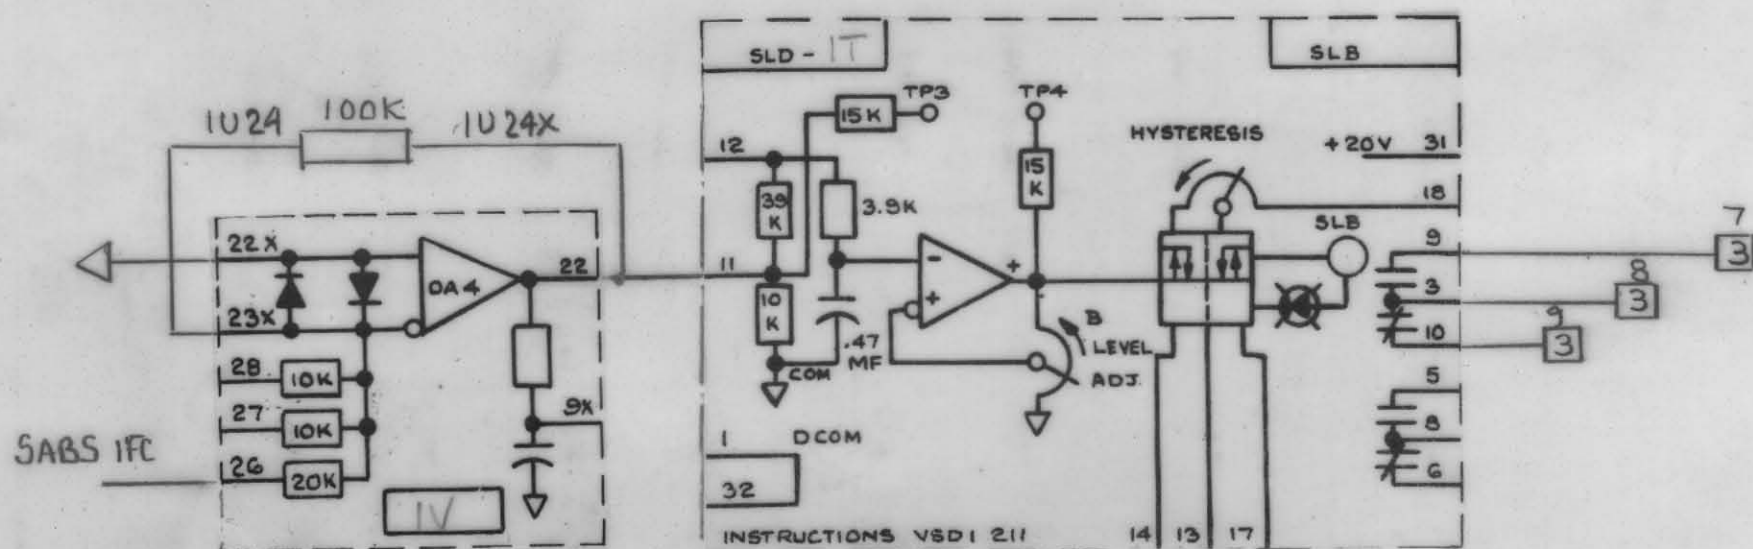 1U24
100K
1U24X
22X
23X
OA4
22
28
10K
27
10K
SABS 1FC
26
20K
9X
1V
SLD - 1T
SLB
12
15K
TP3
TP4
HYSTERESIS
+20V
31
39
K
3.9K
15
K
18
SLB
11
10
K
-
+
+
.47
MF
COM
B
LEVEL
ADJ.
9
3
10
7
3
8
3
9
3
5
8
6
1
DCOM
32
INSTRUCTIONS VSDI 211
14
13
17